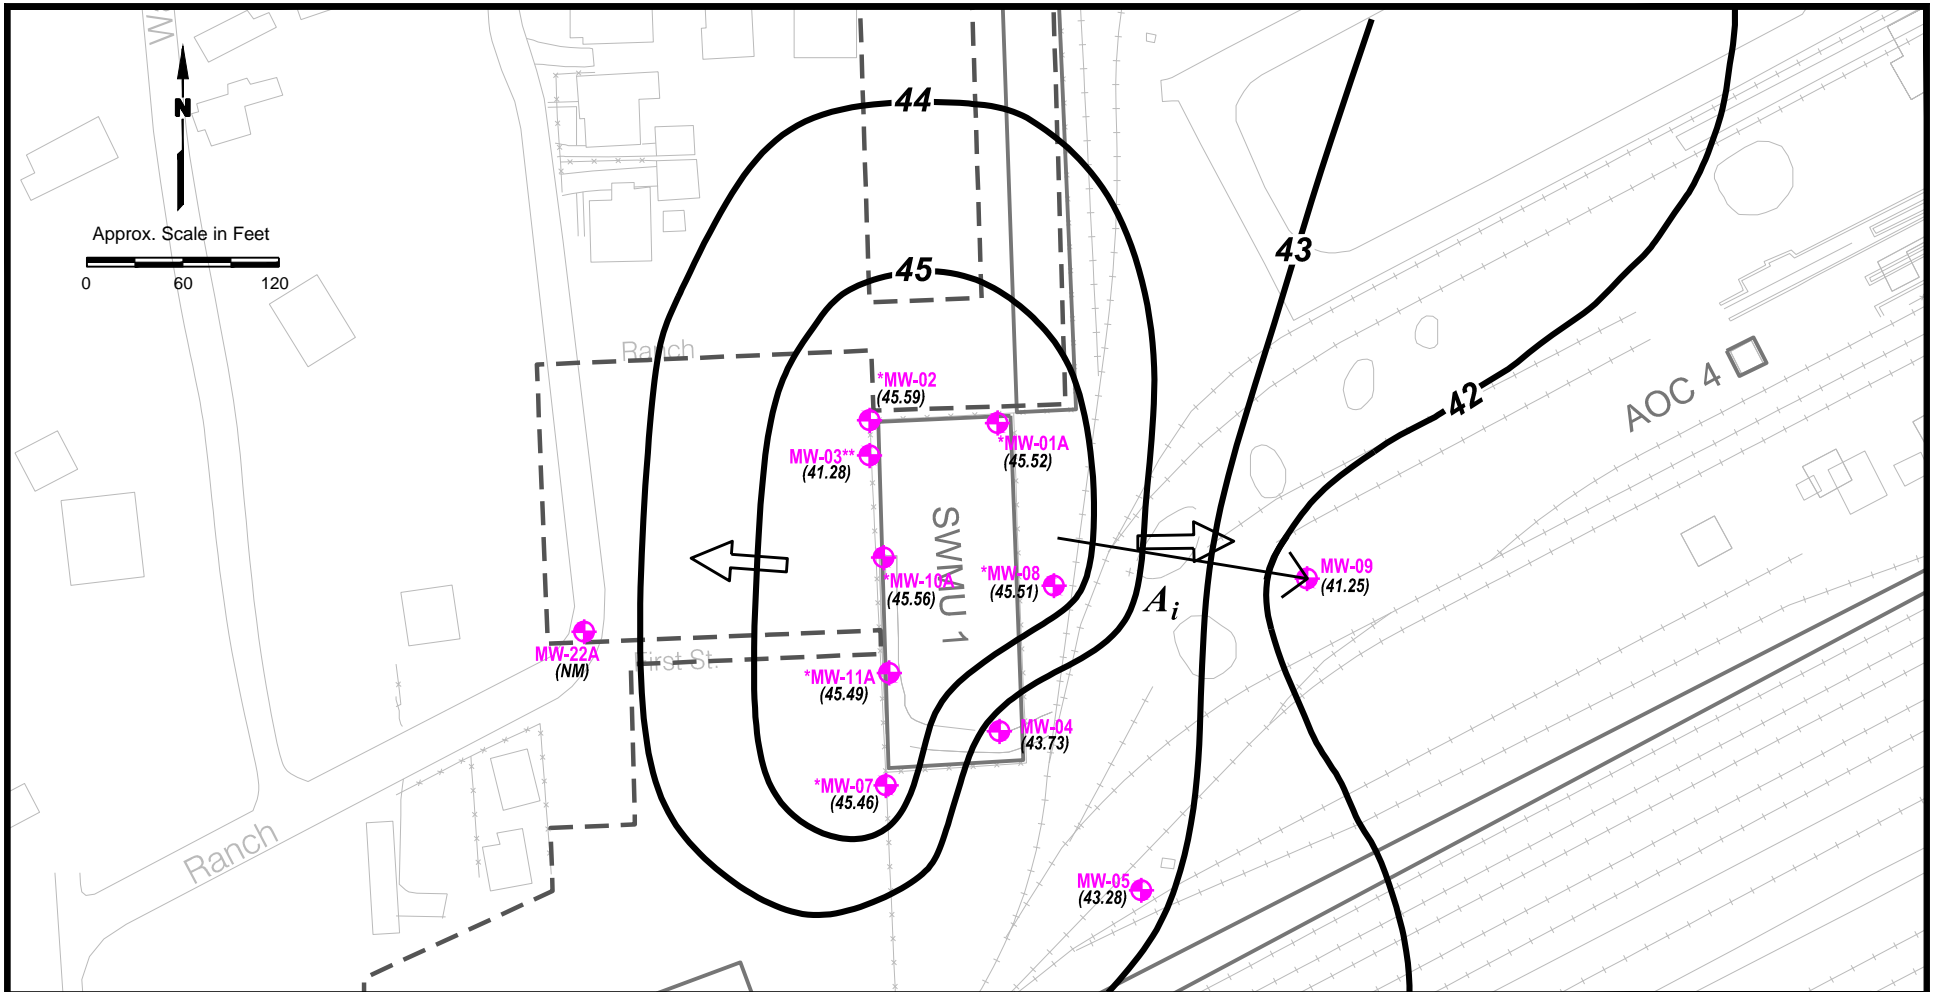 W
N
Approx. Scale in Feet
0 60 120
44
45
43
42
Ranch
*MW-02
(45.59)
*MW-01A
(45.52)
MW-03**
(41.28)
AOC 4
SWMU 1
*MW-10A
(45.56)
*MW-08
(45.51)
MW-09
(41.25)
Ai
MW-22A
(NM)
First St.
*MW-11A
(45.49)
MW-04
(43.73)
*MW-07
(45.46)
Ranch
MW-05
(43.28)